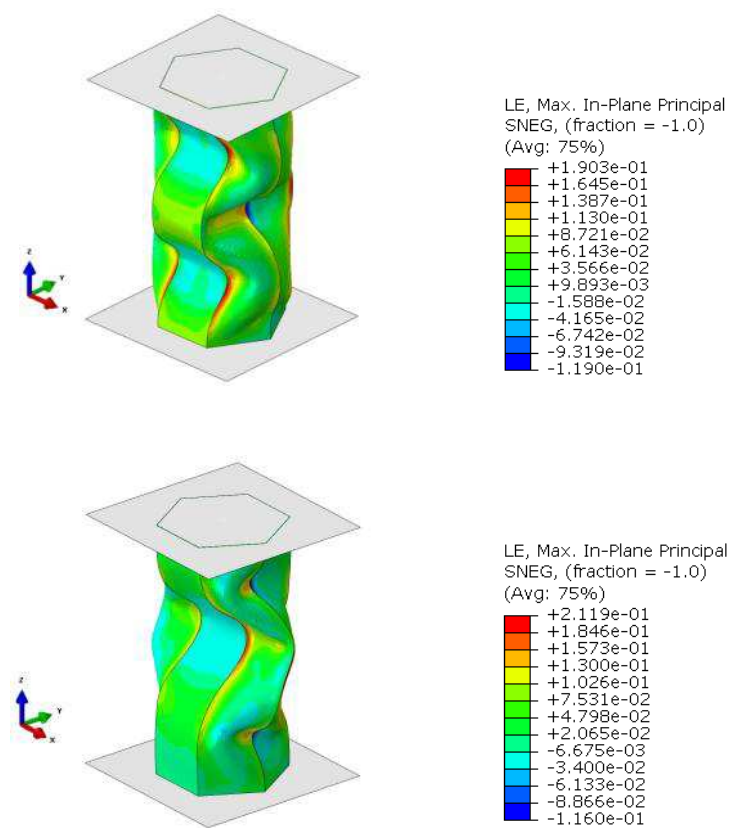 LE, Max. In-Plane Principal
SNEG, (fraction = -1.0)
(Avg: 75%)
+1.903e-01
+1.645e-01
+1.387e-01
+1.130e-01
+8.721e-02
+6.143e-02
+3.566e-02
+9.893e-03
-1.588e-02
-4.165e-02
-6.742e-02
-9.319e-02
-1.190e-01
Z
Y
X
LE, Max. In-Plane Principal
SNEG, (fraction = -1.0)
(Avg: 75%)
+2.119e-01
+1.846e-01
+1.573e-01
+1.300e-01
+1.026e-01
+7.531e-02
+4.798e-02
+2.065e-02
-6.675e-03
-3.400e-02
-6.133e-02
-8.866e-02
-1.160e-01
Z
Y
X